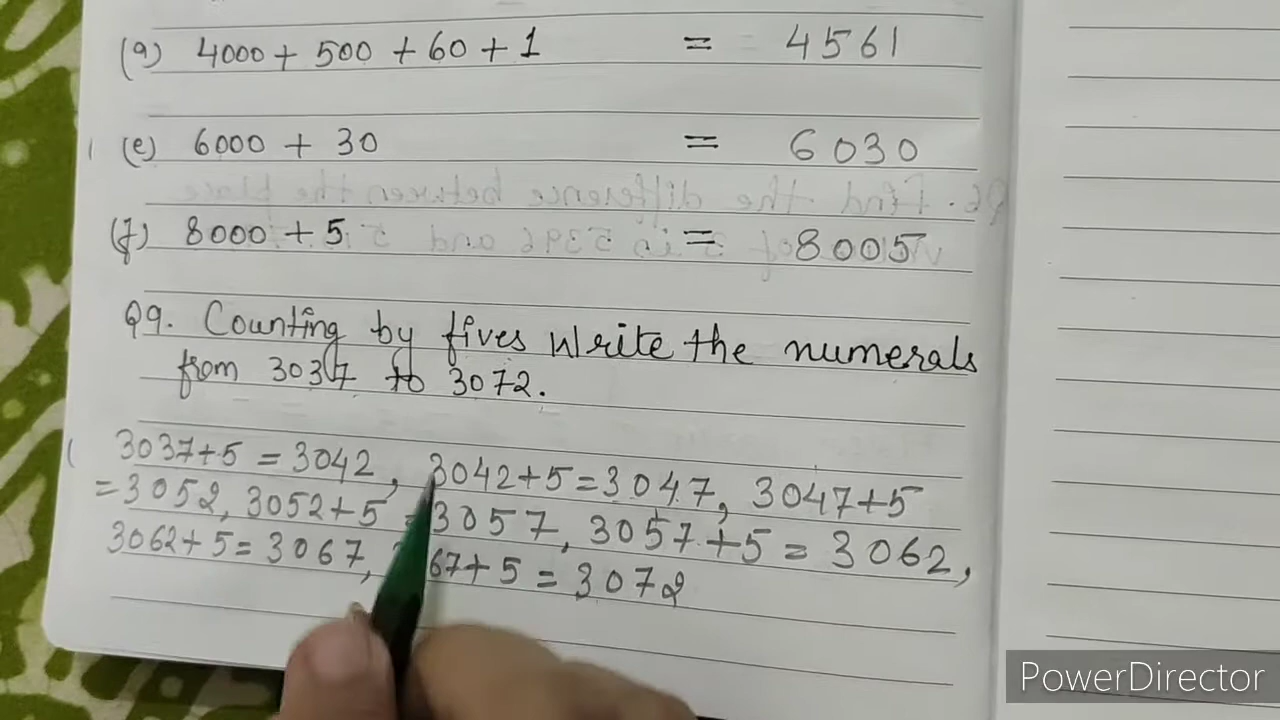 (a) 4000 + 500 + 60 + 1 = 4561
(e) 6000 + 30 = 6030
(f) 8000 + 5 = 8005
Q9. Counting by fives write the numerals
from 3037 to 3072.
3037+5 = 3042, 3042+5=3047, 3047+5
=3052, 3052+5 =3057, 3057+5=3062,
3062+5=3067, 67+5 = 3072
PowerDirector